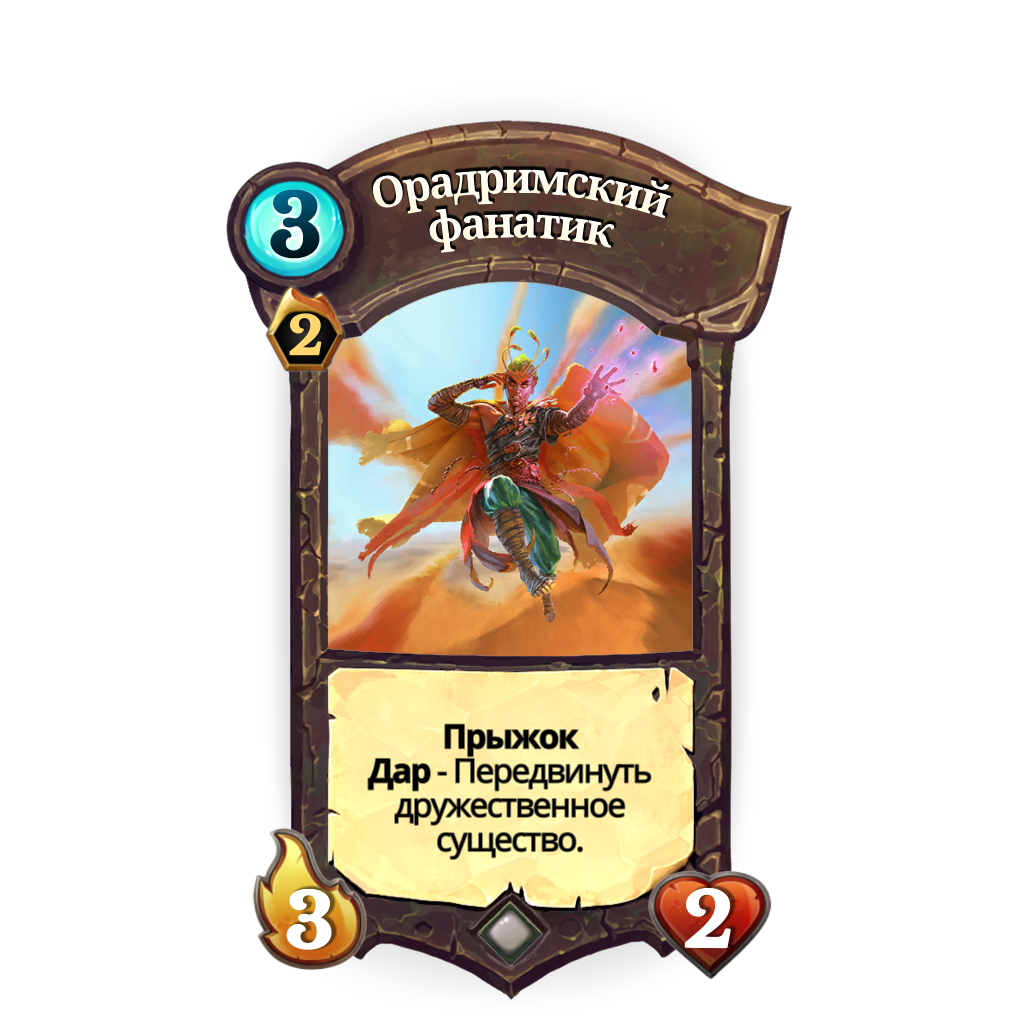 3
Орадримский
фанатик
2
Прыжок
Дар - Передвинуть
дружественное
существо.
3
2